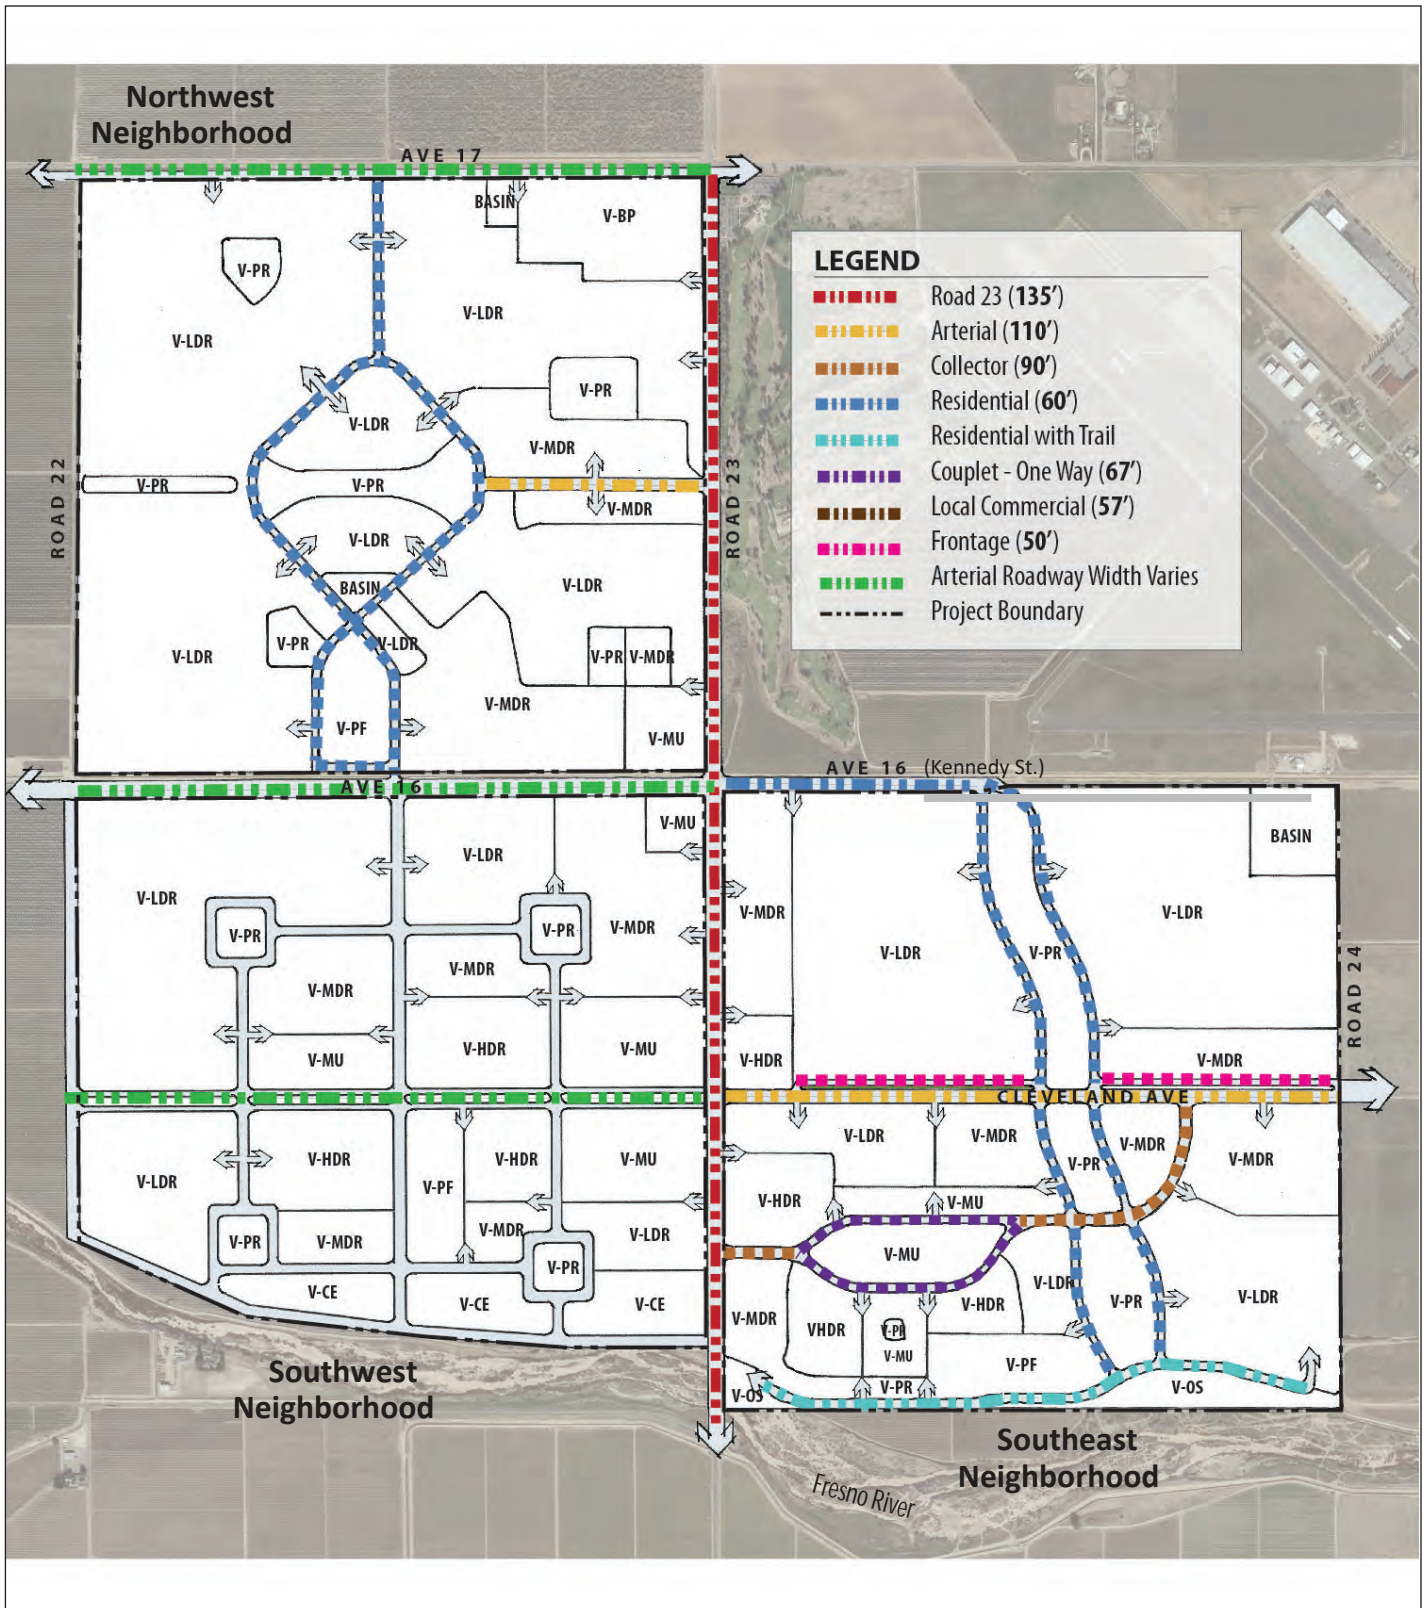 Northwest
Neighborhood
AVE 17
BASIN
V-BP
V-PR
V-LDR
V-LDR
LEGEND
Road 23 (135')
Arterial (110')
Collector (90')
Residential (60')
Residential with Trail
Couplet - One Way (67')
Local Commercial (57')
Frontage (50')
Arterial Roadway Width Varies
Project Boundary
V-PR
V-LDR
V-MDR
ROAD 22
ROAD 23
V-PR
V-PR
V-MDR
V-LDR
BASIN
V-LDR
V-PR
V-LDR
V-LDR
V-PR
V-MDR
V-MDR
V-PF
V-MU
AVE 16 (Kennedy St.)
AVE 16
V-MU
V-LDR
BASIN
V-LDR
V-PR
V-PR
V-MDR
V-MDR
V-LDR
V-PR
V-LDR
V-MDR
V-MDR
ROAD 24
V-MU
V-HDR
V-MU
V-HDR
V-MDR
CLEVELAND AVE
V-LDR
V-HDR
V-PF
V-HDR
V-MU
V-LDR
V-MDR
V-PR
V-MDR
V-MDR
V-HDR
V-MU
V-PR
V-MDR
V-MDR
V-LDR
V-PR
V-MU
V-CE
V-CE
V-CE
V-MDR
VHDR
V-HDR
V-LDR
V-PR
V-LDR
V-PR
V-MU
V-PR
V-PF
V-OS
V-OS
Southwest
Neighborhood
Southeast
Neighborhood
Fresno River